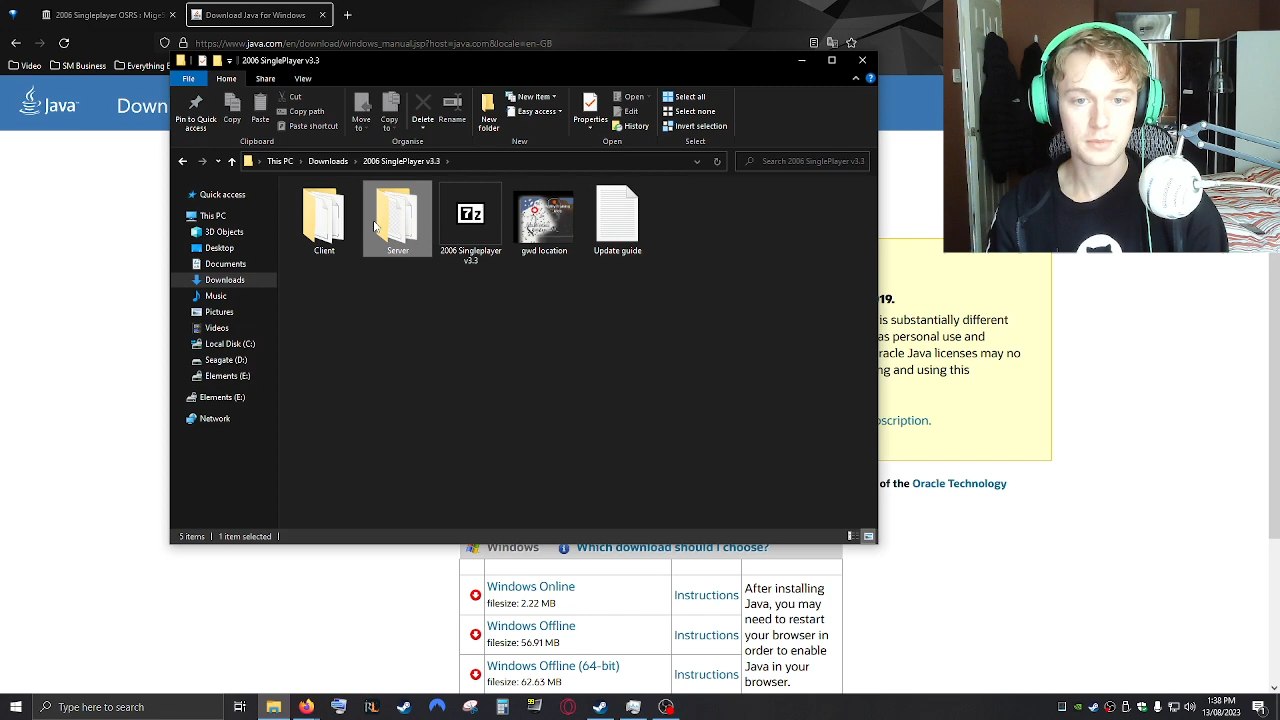 2006 Singleplayer OSRS : MigeS
Download Java for Windows
https://www.java.com/en/download/windows_manual.jsp?host=java.com&locale=en-GB
Video
SM Business
Everything
2006 SinglePlayer v3.3
File
Home
Share
View
Pin to Quick access
Copy
Paste
Cut
Copy path
Paste shortcut
Move to
Copy to
Delete
Rename
New folder
New item
Easy access
Properties
Open
Edit
History
Select all
Select none
Invert selection
Clipboard
Organise
New
Open
Select
This PC > Downloads > 2006 SinglePlayer v3.3
Search 2006 SinglePlayer v3.3
Java
Down
Quick access
This PC
3D Objects
Desktop
Documents
Downloads
Music
Pictures
Videos
Local Disk (C:)
Seagate (D:)
Elements (E:)
Elements (E:)
Network
Client
Server
2006 Singleplayer v3.3
gwd location
Update guide
5 items
1 item selected
19.
is substantially different
as personal use and
racle Java licenses may no
ng and using this
bscription.
of the Oracle Technology
Windows
Which download should I choose?
Windows Online
filesize: 2.22 MB
Instructions
Windows Offline
filesize: 56.91 MB
Instructions
Windows Offline (64-bit)
filesize: 62.63 MB
Instructions
After installing
Java, you may
need to restart
your browser in
order to enable
Java in your
browser.
Type here to search
1:38 PM
13/08/2023